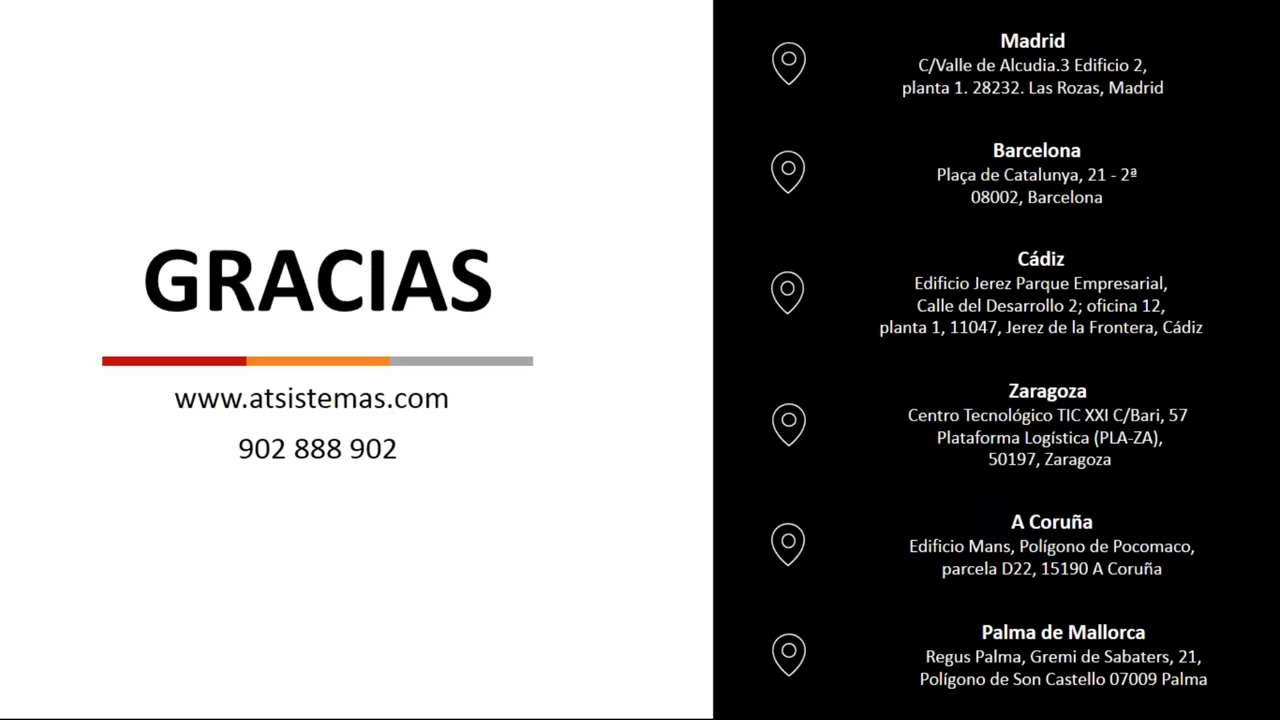 GRACIAS
www.atsistemas.com
902 888 902
Madrid
C/Valle de Alcudia.3 Edificio 2,
planta 1. 28232. Las Rozas, Madrid
Barcelona
Plaça de Catalunya, 21 - 2ª
08002, Barcelona
Cádiz
Edificio Jerez Parque Empresarial,
Calle del Desarrollo 2; oficina 12,
planta 1, 11047, Jerez de la Frontera, Cádiz
Zaragoza
Centro Tecnológico TIC XXI C/Bari, 57
Plataforma Logística (PLA-ZA),
50197, Zaragoza
A Coruña
Edificio Mans, Polígono de Pocomaco,
parcela D22, 15190 A Coruña
Palma de Mallorca
Regus Palma, Gremi de Sabaters, 21,
Polígono de Son Castello 07009 Palma